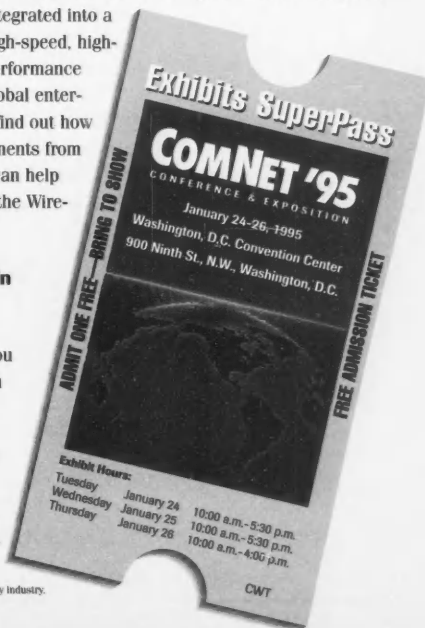 tegrated into a
gh-speed, high-
rformance
obal enter-
find out how
nents from
can help
the Wire-
n
ou
n
y industry.
Exhibits SuperPass
COMNET '95
CONFERENCE & EXPOSITION
January 24-26, 1995
Washington, D.C. Convention Center
900 Ninth St., N.W., Washington, D.C.
ADMIT ONE FREE—BRING TO SHOW
FREE ADMISSION TICKET
Exhibit Hours:
Tuesday January 24 10:00 a.m.-5:30 p.m.
Wednesday January 25 10:00 a.m.-5:30 p.m.
Thursday January 26 10:00 a.m.-4:00 p.m.
CWT